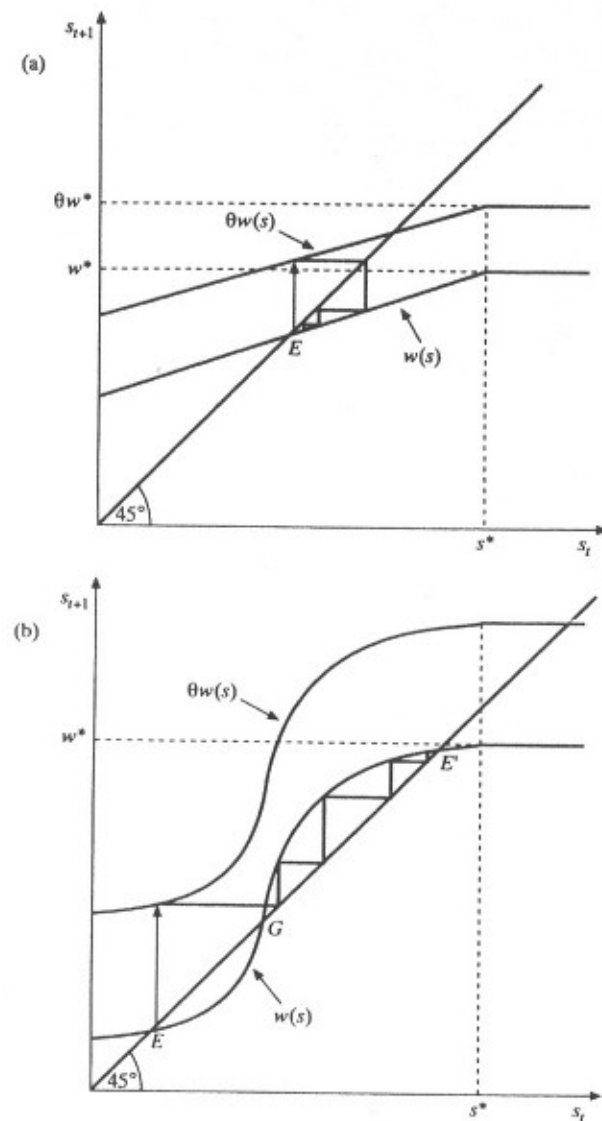 s_{t+1}
(a)
θw*
θw(s)
w*
E
w(s)
45°
s*
s_t
s_{t+1}
(b)
θw(s)
w*
E'
G
w(s)
E
45°
s*
s_t